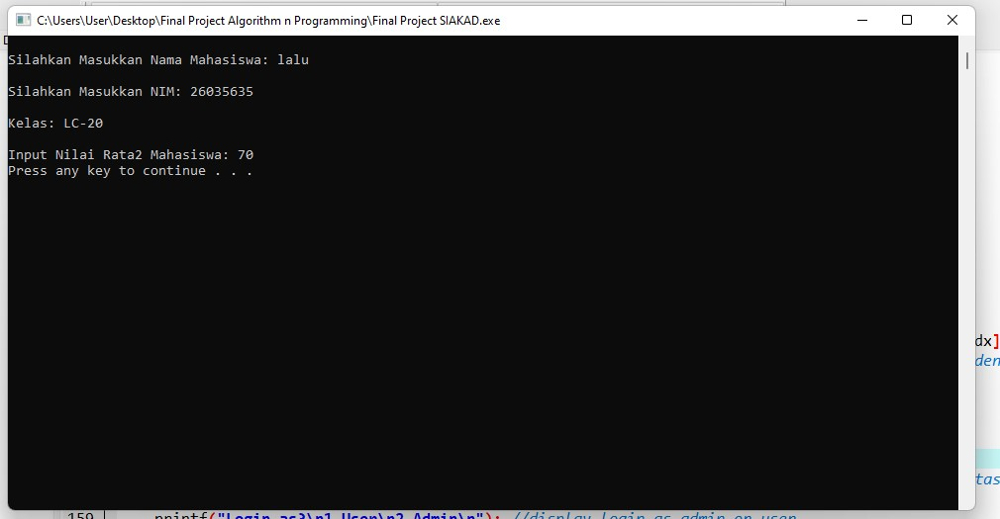 C:\Users\User\Desktop\Final Project Algorithm n Programming\Final Project SIAKAD.exe
Silahkan Masukkan Nama Mahasiswa: lalu
Silahkan Masukkan NIM: 26035635
Kelas: LC-20
Input Nilai Rata2 Mahasiswa: 70
Press any key to continue . . .
dx]
den
tas
159 printf("Login as?\n1.User\n2.Admin\n"); //display login as admin or user